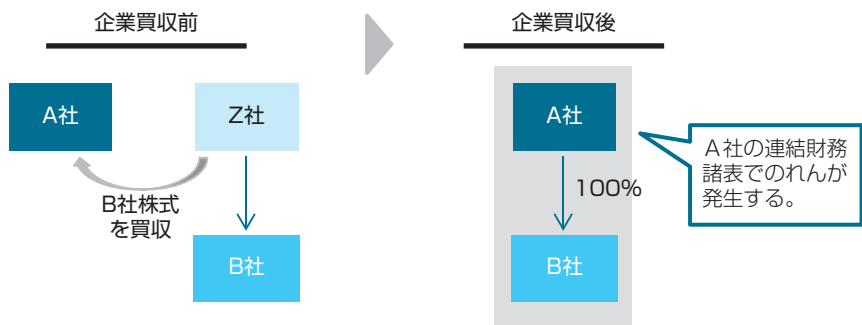 企業買収前
A社
Z社
B社株式
を買収
B社
企業買収後
A社
100%
B社
A社の連結財務
諸表でのれんが
発生する。